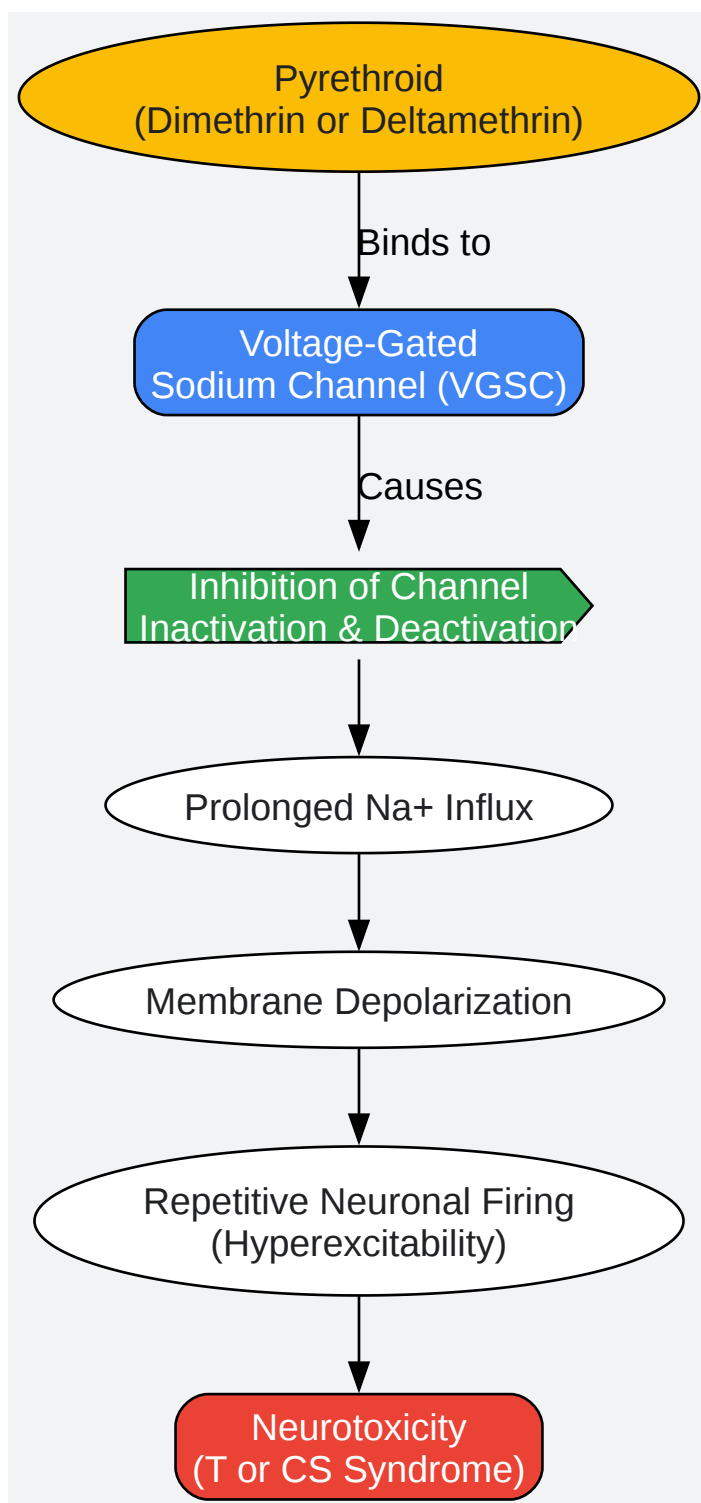 Pyrethroid
(Dimethrin or Deltamethrin)
Binds to
Voltage-Gated
Sodium Channel (VGSC)
Causes
Inhibition of Channel
Inactivation & Deactivation
Prolonged Na+ Influx
Membrane Depolarization
Repetitive Neuronal Firing
(Hyperexcitability)
Neurotoxicity
(T or CS Syndrome)